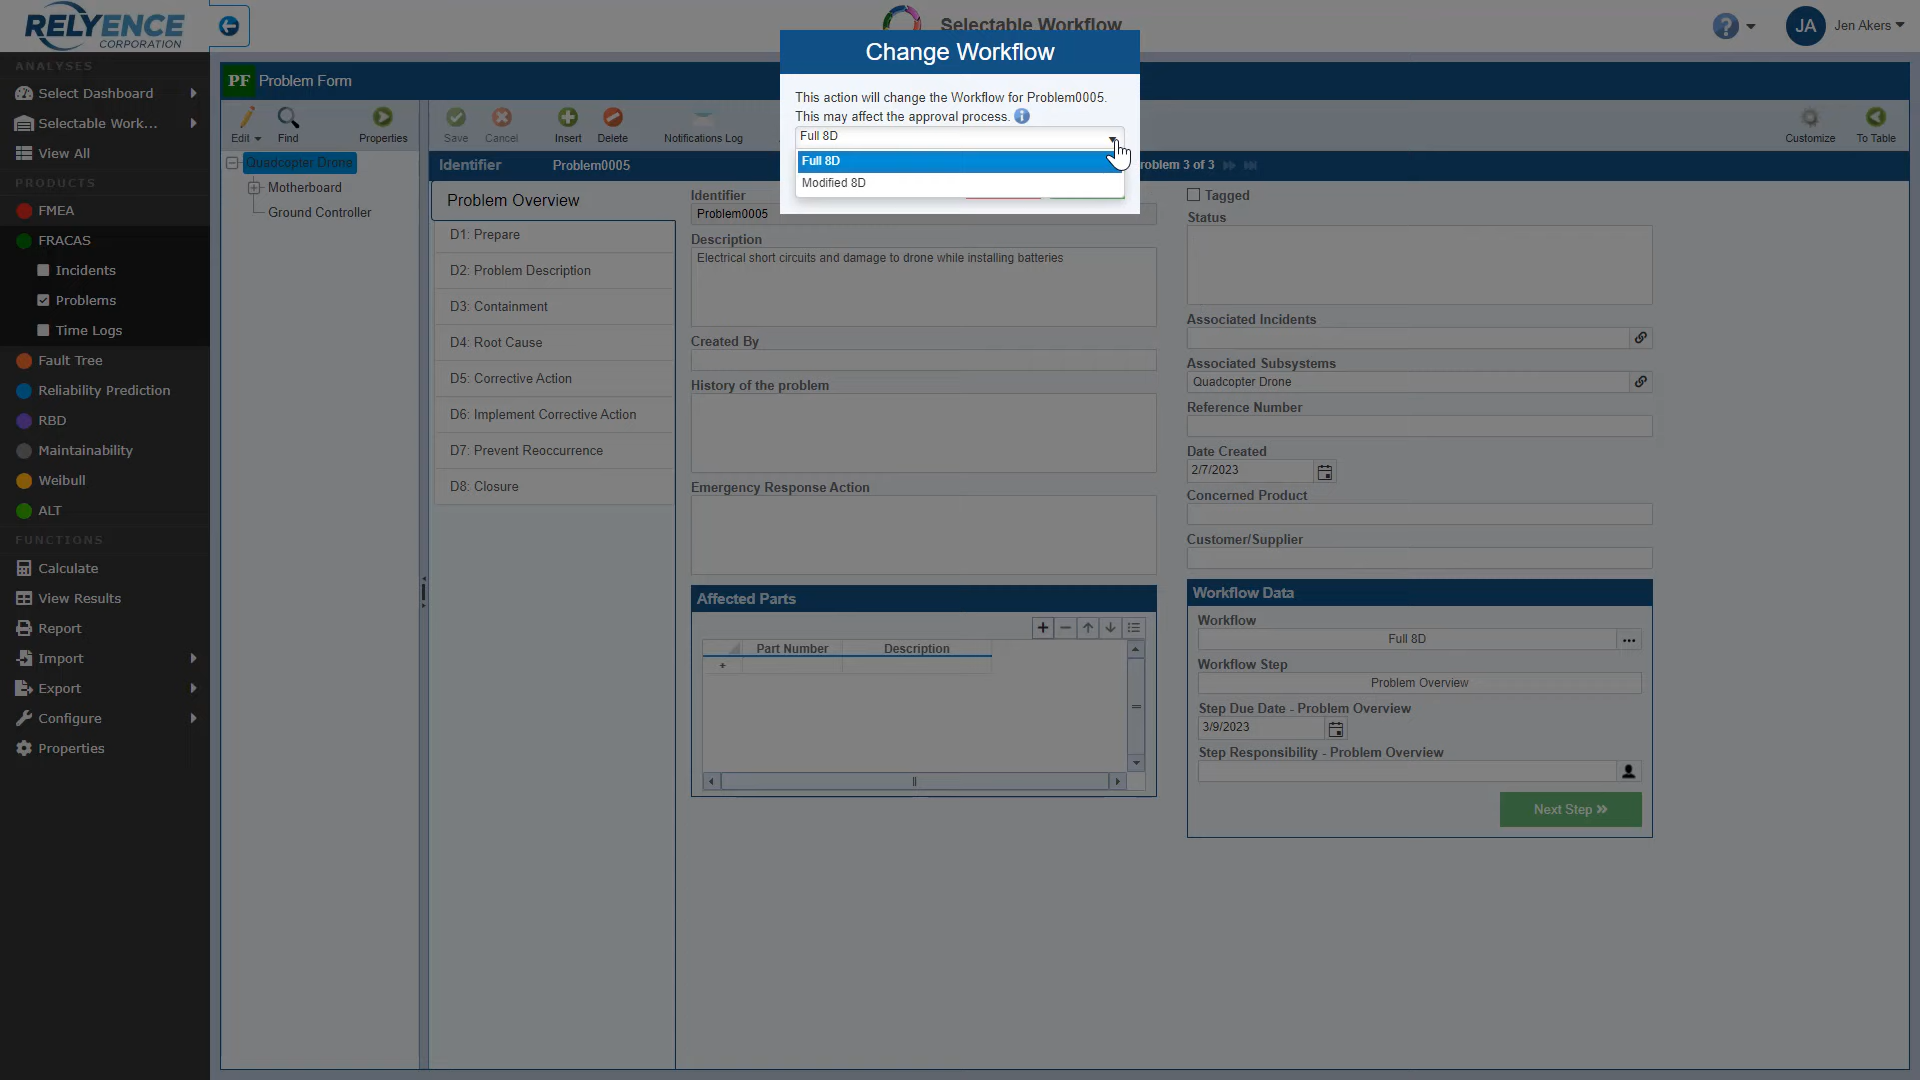 RELYENCE
CORPORATION
Selectable Workflow
?
JA
Jen Akers
Change Workflow
This action will change the Workflow for Problem0005.
This may affect the approval process.
Full 8D
Full 8D
Modified 8D
ANALYSES
Select Dashboard
Selectable Work...
View All
PRODUCTS
FMEA
FRACAS
Incidents
Problems
Time Logs
Fault Tree
Reliability Prediction
RBD
Maintainability
Weibull
ALT
FUNCTIONS
Calculate
View Results
Report
Import
Export
Configure
Properties
PF Problem Form
Edit
Find
Properties
Save
Cancel
Insert
Delete
Notifications Log
Customize
To Table
Quadcopter Drone
Motherboard
Ground Controller
Identifier
Problem0005
roblem 3 of 3
Problem Overview
D1: Prepare
D2: Problem Description
D3: Containment
D4: Root Cause
D5: Corrective Action
D6: Implement Corrective Action
D7: Prevent Reoccurrence
D8: Closure
Identifier
Problem0005
Description
Electrical short circuits and damage to drone while installing batteries
Created By
History of the problem
Emergency Response Action
Affected Parts
Part Number
Description
Tagged
Status
Associated Incidents
Associated Subsystems
Quadcopter Drone
Reference Number
Date Created
2/7/2023
Concerned Product
Customer/Supplier
Workflow Data
Workflow
Full 8D
Workflow Step
Problem Overview
Step Due Date - Problem Overview
3/9/2023
Step Responsibility - Problem Overview
Next Step